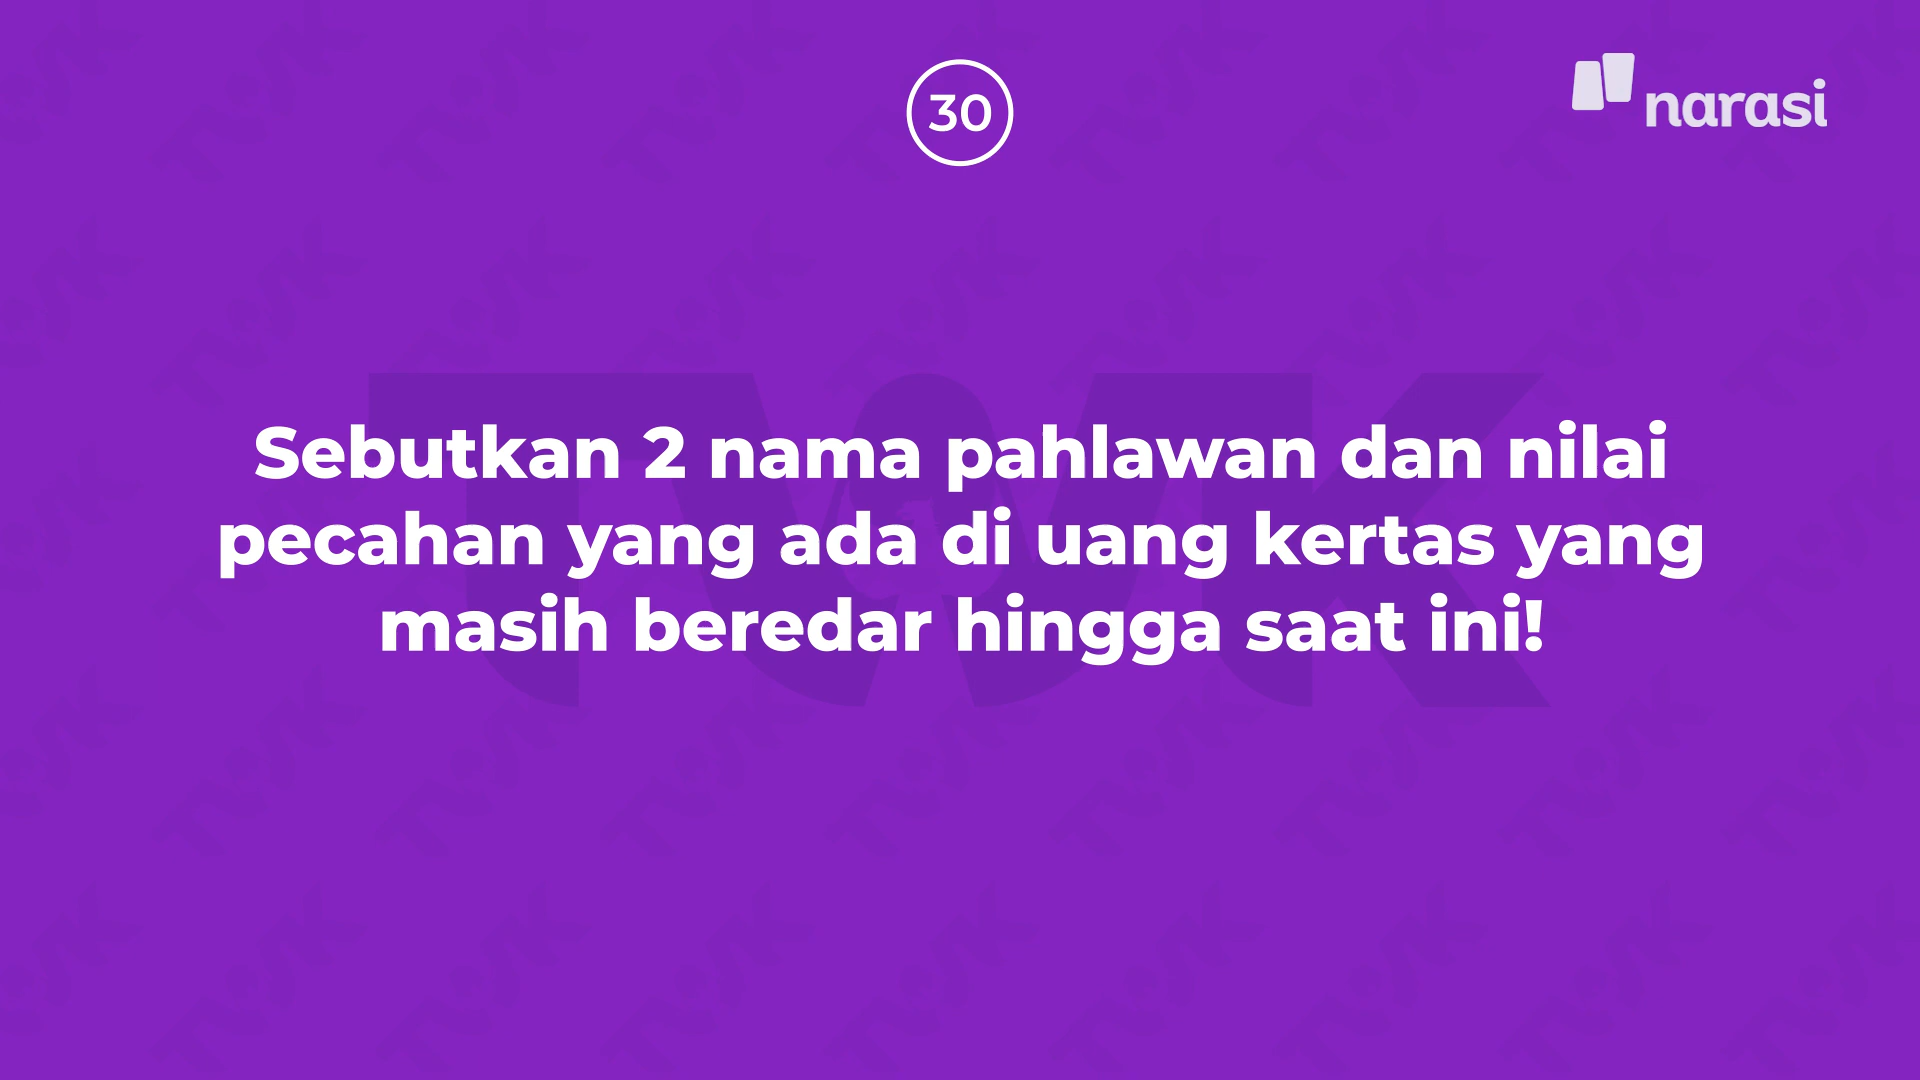 30
narasi
TWK
Sebutkan 2 nama pahlawan dan nilai
pecahan yang ada di uang kertas yang
masih beredar hingga saat ini!